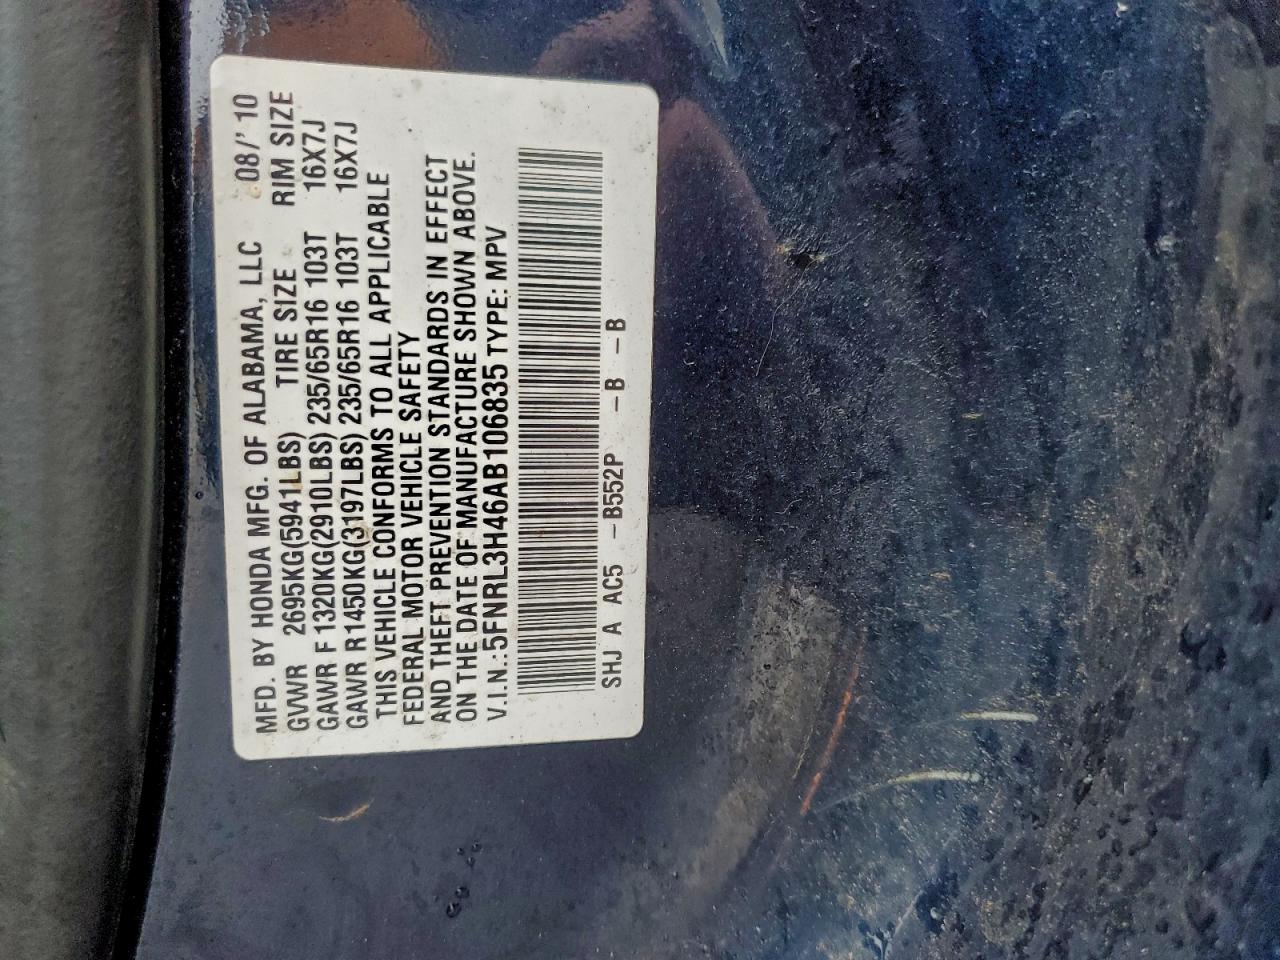 MFD. BY HONDA MFG. OF ALABAMA, LLC 08/'10
GVWR 2695KG(5941LBS) TIRE SIZE RIM SIZE
GAWR F 1320KG(2910LBS) 235/65R16 103T 16X7J
GAWR R1450KG(3197LBS) 235/65R16 103T 16X7J
THIS VEHICLE CONFORMS TO ALL APPLICABLE
FEDERAL MOTOR VEHICLE SAFETY
AND THEFT PREVENTION STANDARDS IN EFFECT
ON THE DATE OF MANUFACTURE SHOWN ABOVE.
V.I.N.:5FNRL3H46AB106835 TYPE: MPV
SHJ A AC5 -B552P -B -B